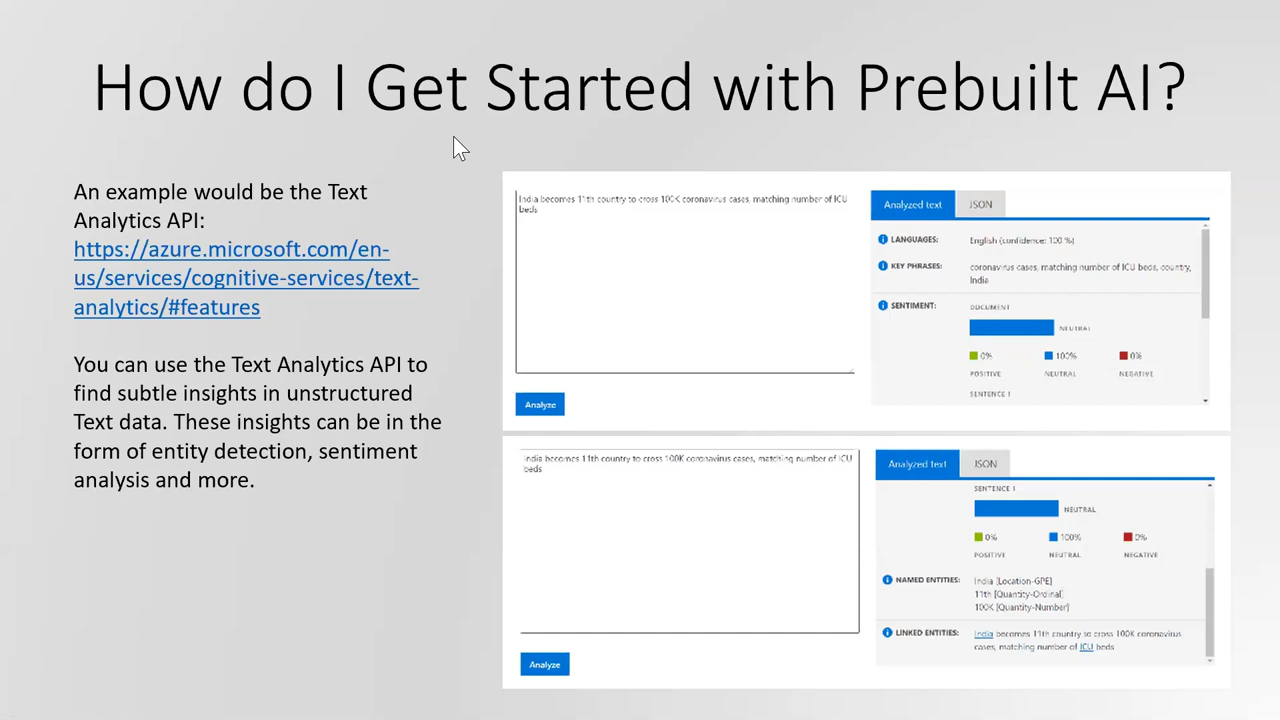 How do I Get Started with Prebuilt AI?
An example would be the Text
Analytics API:
https://azure.microsoft.com/en-
us/services/cognitive-services/text-
analytics/#features
You can use the Text Analytics API to
find subtle insights in unstructured
Text data. These insights can be in the
form of entity detection, sentiment
analysis and more.
India becomes 11th country to cross 100K coronavirus cases, matching number of ICU
beds
Analyze
Analyzed text JSON
LANGUAGES: English (confidence: 100 %)
KEY PHRASES: coronavirus cases, matching number of ICU beds, country,
India
SENTIMENT: DOCUMENT
NEUTRAL
0% 100% 0%
POSITIVE NEUTRAL NEGATIVE
SENTENCE 1
India becomes 11th country to cross 100K coronavirus cases, matching number of ICU
beds
Analyze
Analyzed text JSON
SENTENCE 1
NEUTRAL
0% 100% 0%
POSITIVE NEUTRAL NEGATIVE
NAMED ENTITIES: India [Location-GPE]
11th [Quantity-Ordinal]
100K [Quantity-Number]
LINKED ENTITIES: India becomes 11th country to cross 100K coronavirus
cases, matching number of ICU beds